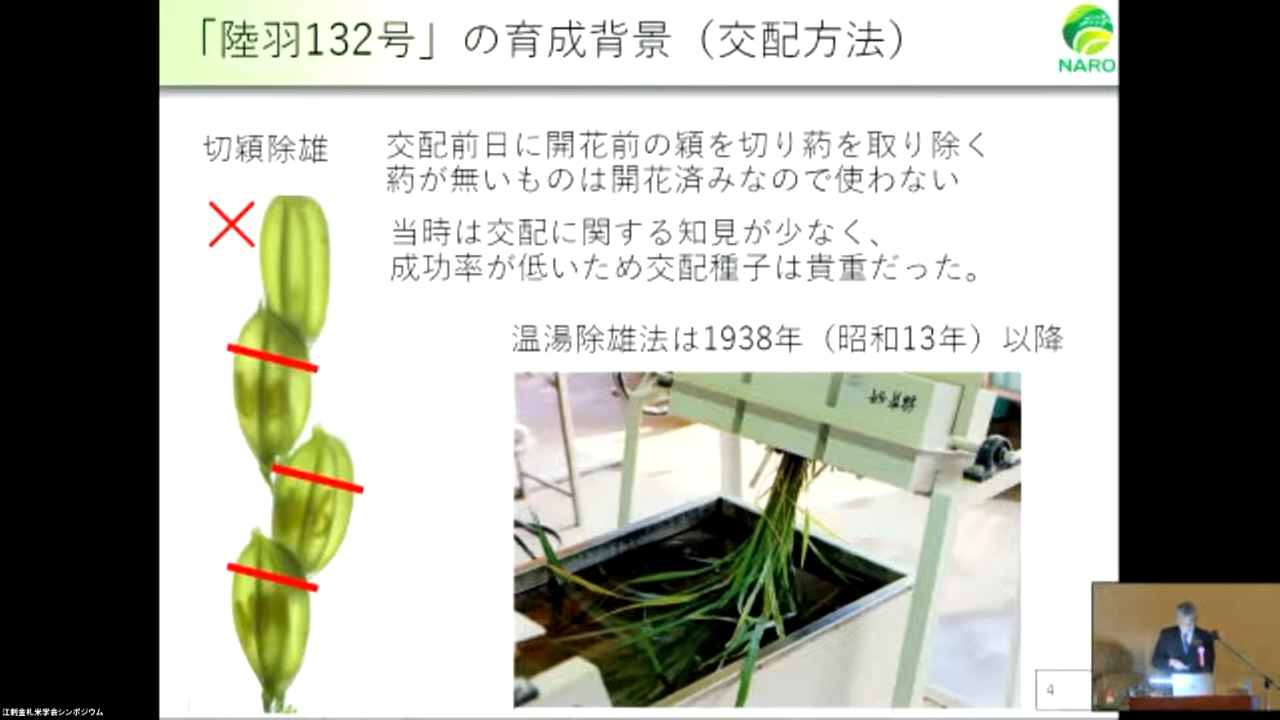 「陸羽132号」の育成背景（交配方法）
NARO
切穎除雄
交配前日に開花前の穎を切り葯を取り除く
葯が無いものは開花済みなので使わない
当時は交配に関する知見が少なく、
成功率が低いため交配種子は貴重だった。
温湯除雄法は1938年（昭和13年）以降
4
江刺金札米学会シンポジウム